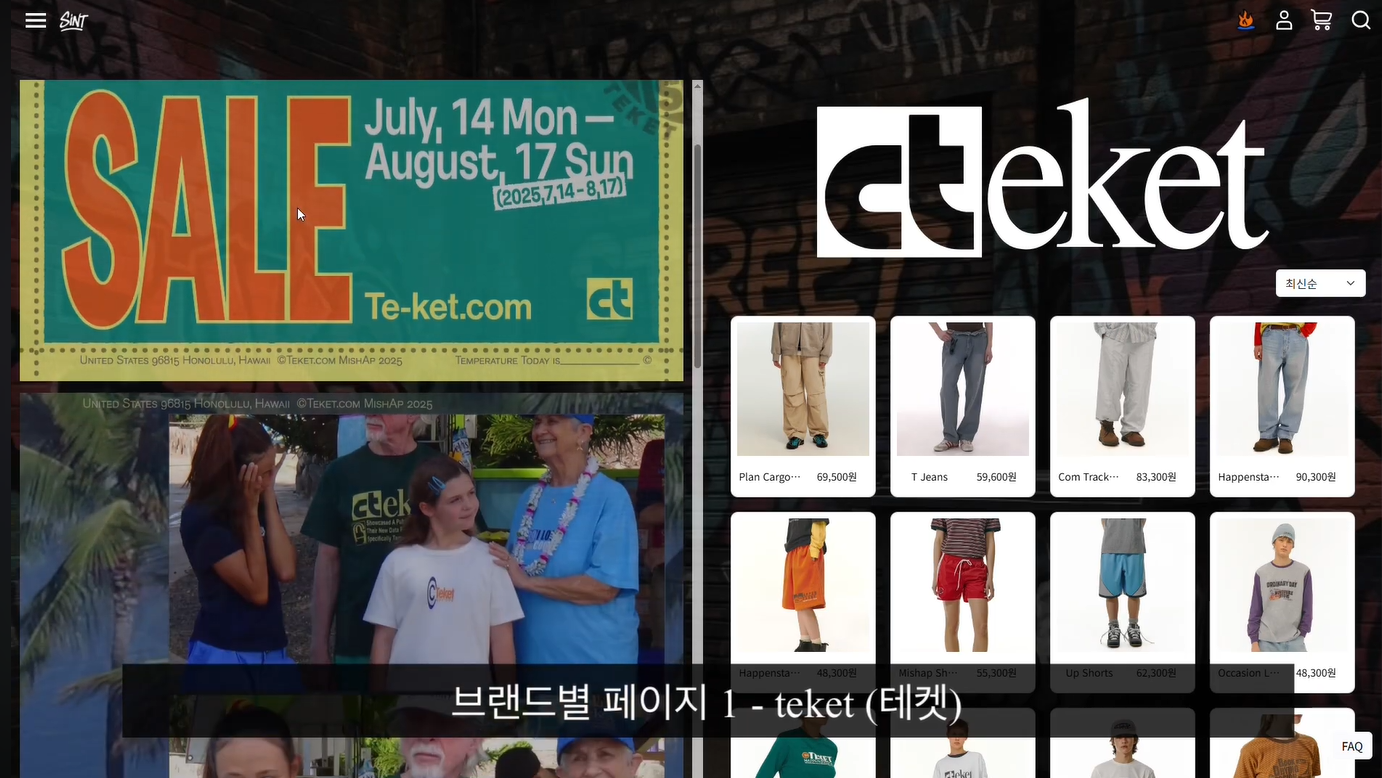 SINT
SALE
July, 14 Mon —
August, 17 Sun
(2025,7,14-8,17)
Te-ket.com
ct
United States 96815 Honolulu, Hawaii ©Teket.com MishAp 2025
Temperature Today is ©
United States 96815 Honolulu, Hawaii ©Teket.com MishAp 2025
cteket
최신순
Plan Cargo… 69,500원
T Jeans 59,600원
Com Track… 83,300원
Happensta… 90,300원
Happensta… 48,300원
Mishap Sh… 55,300원
Up Shorts 62,300원
Occasion L… 48,300원
브랜드별 페이지 1 - teket (테켓)
FAQ